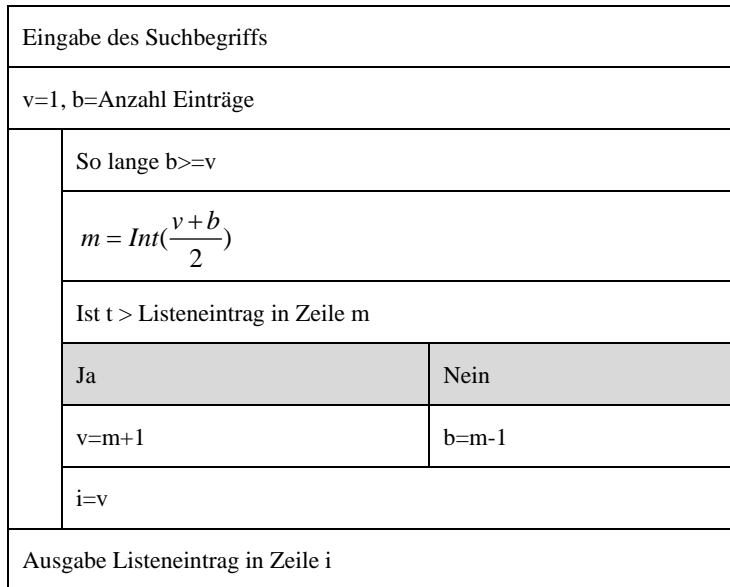 Eingabe des Suchbegriffs
v=1, b=Anzahl Einträge
So lange b>=v
m = Int(\frac{v+b}{2})
Ist t > Listeneintrag in Zeile m
Ja Nein
v=m+1 b=m-1
i=v
Ausgabe Listeneintrag in Zeile i